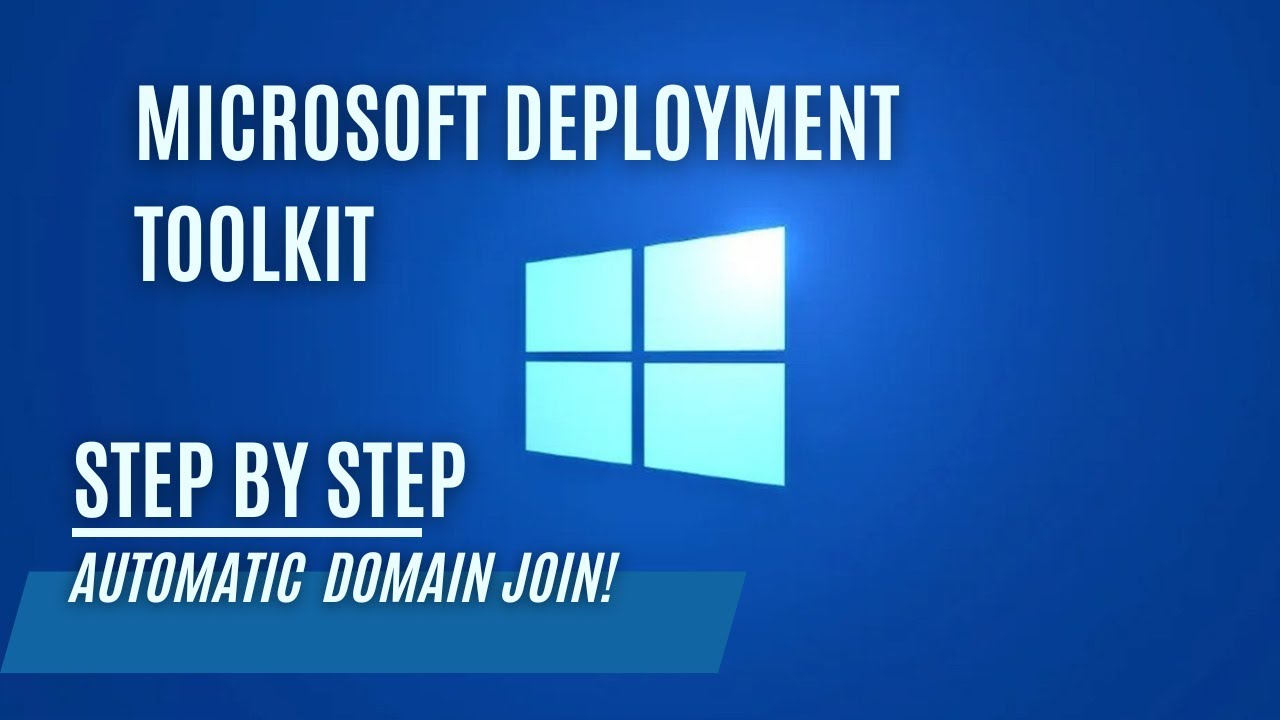 MICROSOFT DEPLOYMENT
TOOLKIT
STEP BY STEP
AUTOMATIC DOMAIN JOIN!